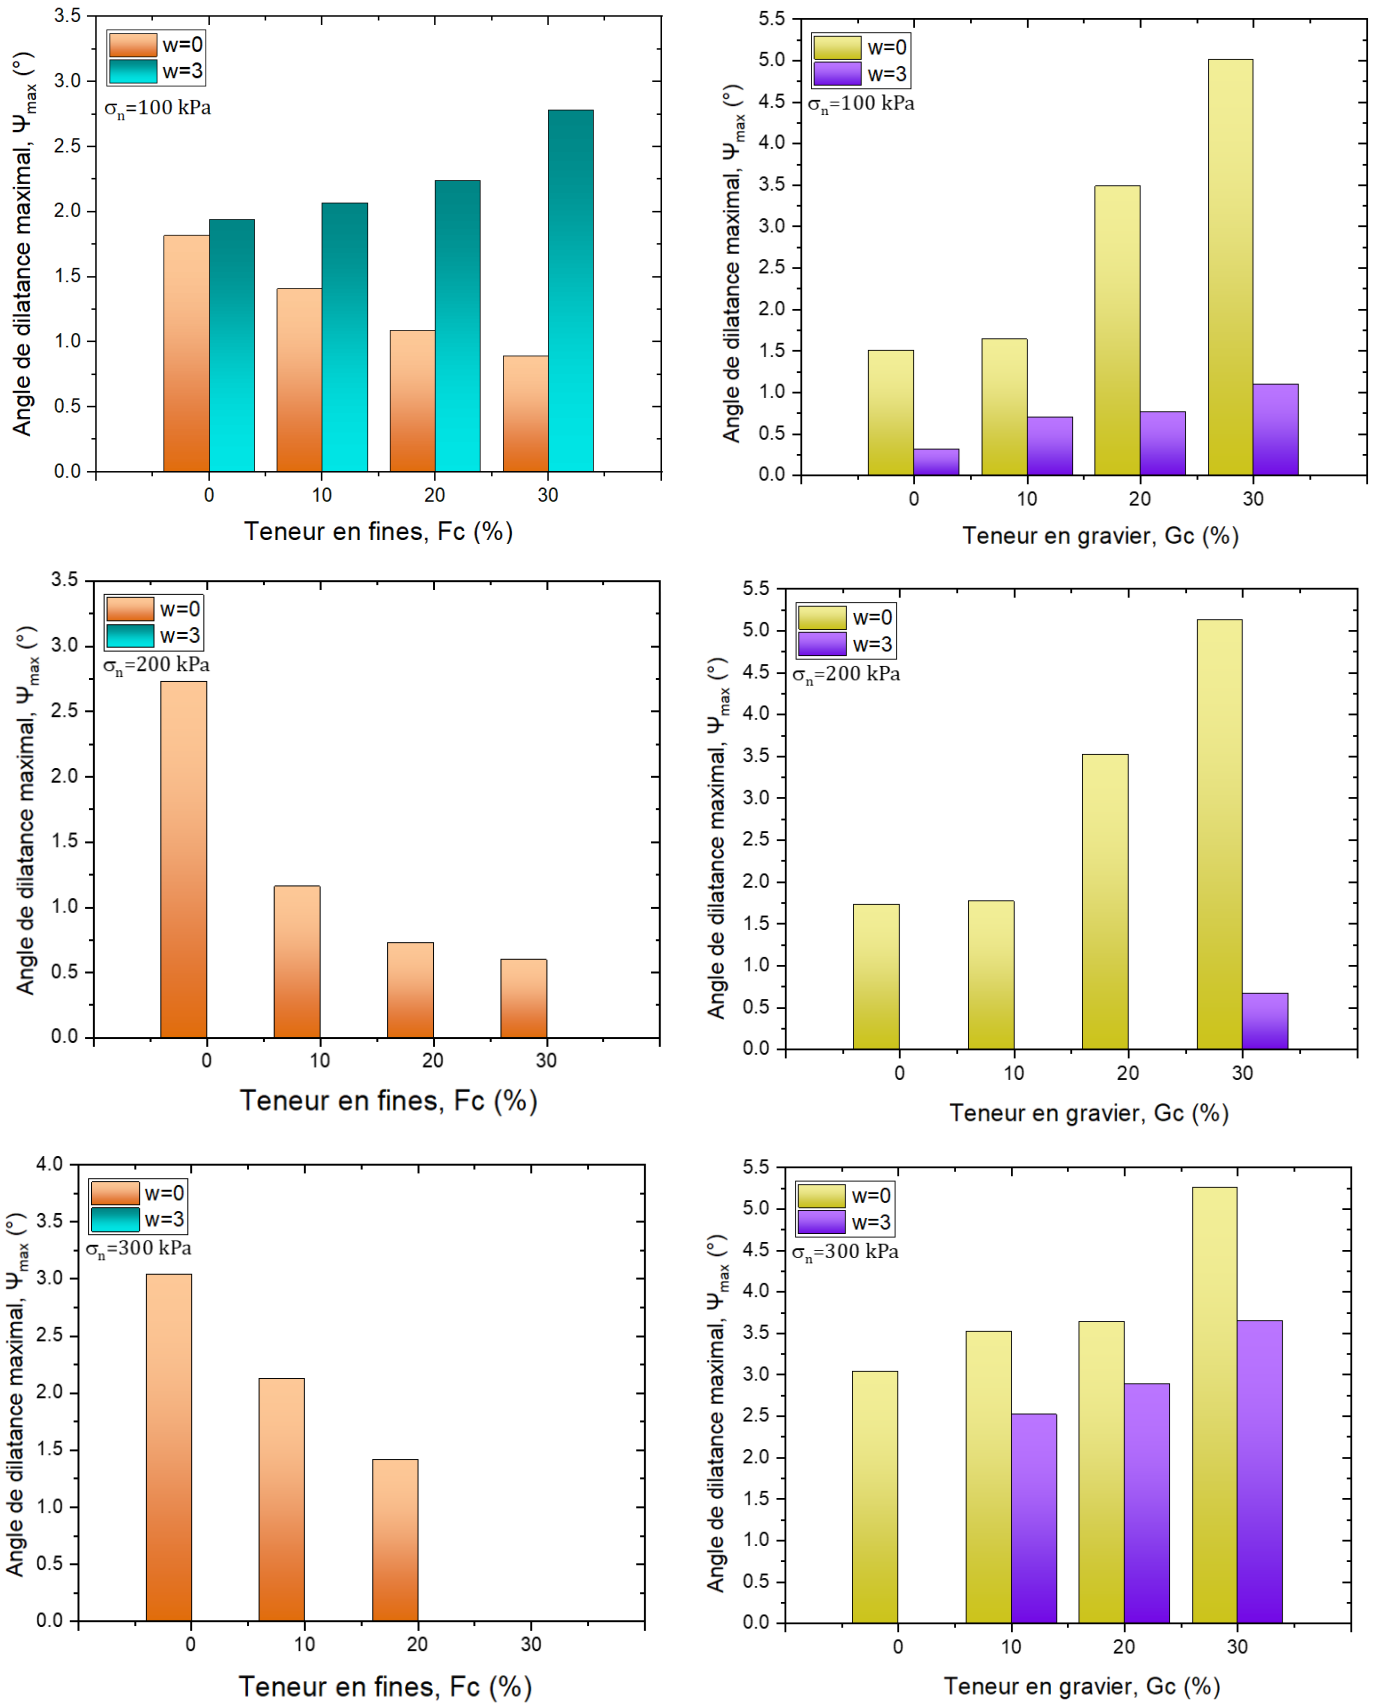 Angle de dilatance maximal, Ψmax (°)
3.5
3.0
2.5
2.0
1.5
1.0
0.5
0.0
w=0
w=3
σn=100 kPa
0 10 20 30
Teneur en fines, Fc (%)
Angle de dilatance maximal, Ψmax (°)
5.5
5.0
4.5
4.0
3.5
3.0
2.5
2.0
1.5
1.0
0.5
0.0
w=0
w=3
σn=100 kPa
0 10 20 30
Teneur en gravier, Gc (%)
Angle de dilatance maximal, Ψmax (°)
3.5
3.0
2.5
2.0
1.5
1.0
0.5
0.0
w=0
w=3
σn=200 kPa
0 10 20 30
Teneur en fines, Fc (%)
Angle de dilatance maximal, Ψmax (°)
5.5
5.0
4.5
4.0
3.5
3.0
2.5
2.0
1.5
1.0
0.5
0.0
w=0
w=3
σn=200 kPa
0 10 20 30
Teneur en gravier, Gc (%)
Angle de dilatance mxaimal, Ψmax (°)
4.0
3.5
3.0
2.5
2.0
1.5
1.0
0.5
0.0
w=0
w=3
σn=300 kPa
0 10 20 30
Teneur en fines, Fc (%)
Angle de dilatance maximal, Ψmax (°)
5.5
5.0
4.5
4.0
3.5
3.0
2.5
2.0
1.5
1.0
0.5
0.0
w=0
w=3
σn=300 kPa
0 10 20 30
Teneur en gravier, Gc (%)